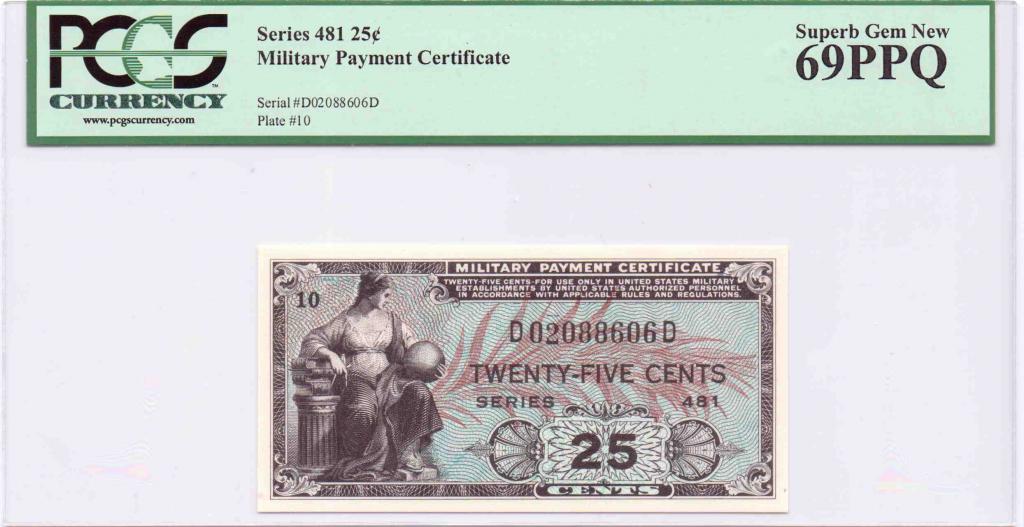 PCGS
CURRENCY
www.pcgscurrency.com
Series 481 25¢
Military Payment Certificate
Serial #D02088606D
Plate #10
Superb Gem New
69PPQ
MILITARY PAYMENT CERTIFICATE
TWENTY-FIVE CENTS-FOR USE ONLY IN UNITED STATES MILITARY
ESTABLISHMENTS BY UNITED STATES AUTHORIZED PERSONNEL
IN ACCORDANCE WITH APPLICABLE RULES AND REGULATIONS.
10
D02088606D
TWENTY-FIVE CENTS
SERIES 481
25
CENTS